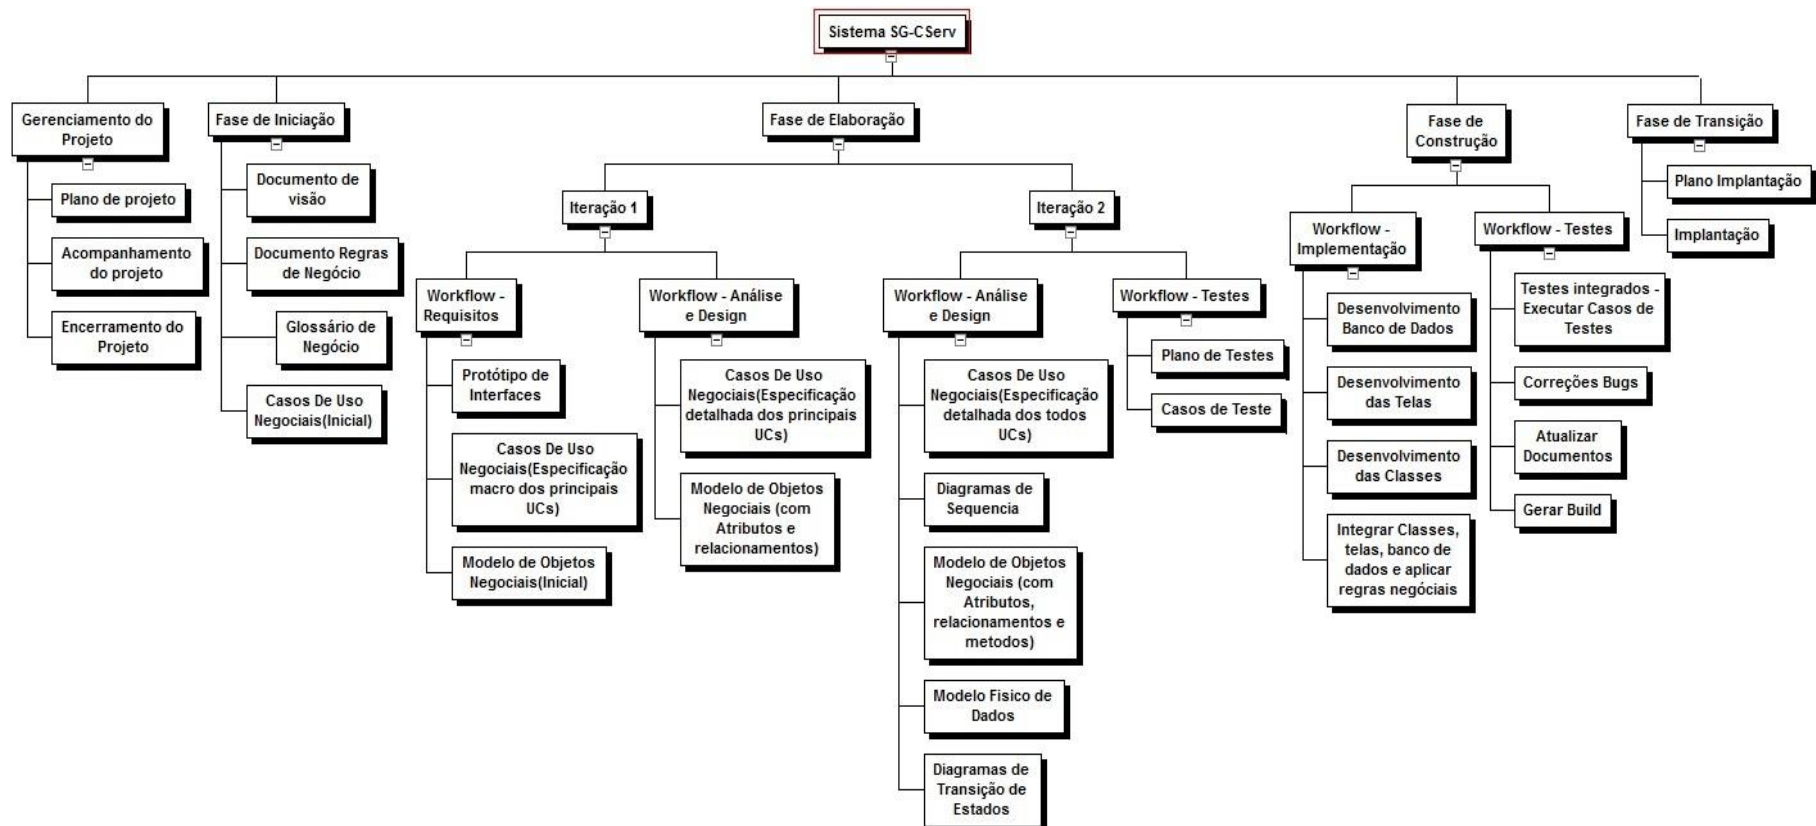 Sistema SG-CServ
Gerenciamento do
Projeto
Plano de projeto
Acompanhamento
do projeto
Encerramento do
Projeto
Fase de Iniciação
Documento de
visão
Documento Regras
de Negócio
Glossário de
Negócio
Casos De Uso
Negociais(Inicial)
Fase de Elaboração
Iteração 1
Workflow -
Requisitos
Protótipo de
Interfaces
Casos De Uso
Negociais(Especificação
macro dos principais
UCs)
Modelo de Objetos
Negociais(Inicial)
Workflow - Análise
e Design
Casos De Uso
Negociais(Especificação
detalhada dos principais
UCs)
Modelo de Objetos
Negociais (com
Atributos e
relacionamentos)
Iteração 2
Workflow - Análise
e Design
Casos De Uso
Negociais(Especificação
detalhada dos todos
UCs)
Diagramas de
Sequencia
Modelo de Objetos
Negociais (com
Atributos,
relacionamentos e
metodos)
Modelo Fisico de
Dados
Diagramas de
Transição de
Estados
Workflow - Testes
Plano de Testes
Casos de Teste
Fase de
Construção
Workflow -
Implementação
Desenvolvimento
Banco de Dados
Desenvolvimento
das Telas
Desenvolvimento
das Classes
Integrar Classes,
telas, banco de
dados e aplicar
regras negóciais
Workflow - Testes
Testes integrados -
Executar Casos de
Testes
Correções Bugs
Atualizar
Documentos
Gerar Build
Fase de Transição
Plano Implantação
Implantação